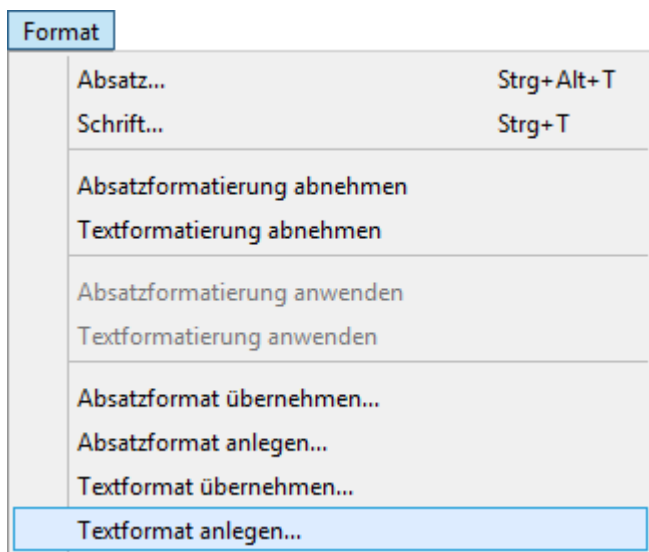 Format
Absatz... Strg+Alt+T
Schrift... Strg+T
Absatzformatierung abnehmen
Textformatierung abnehmen
Absatzformatierung anwenden
Textformatierung anwenden
Absatzformat übernehmen...
Absatzformat anlegen...
Textformat übernehmen...
Textformat anlegen...